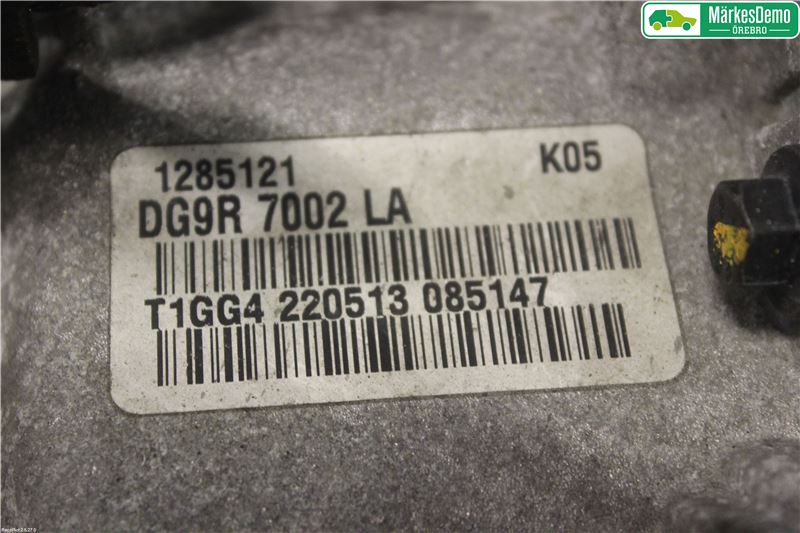 MärkesDemo
ÖREBRO
1285121 K05
DG9R 7002 LA
T1GG4 220513 085147